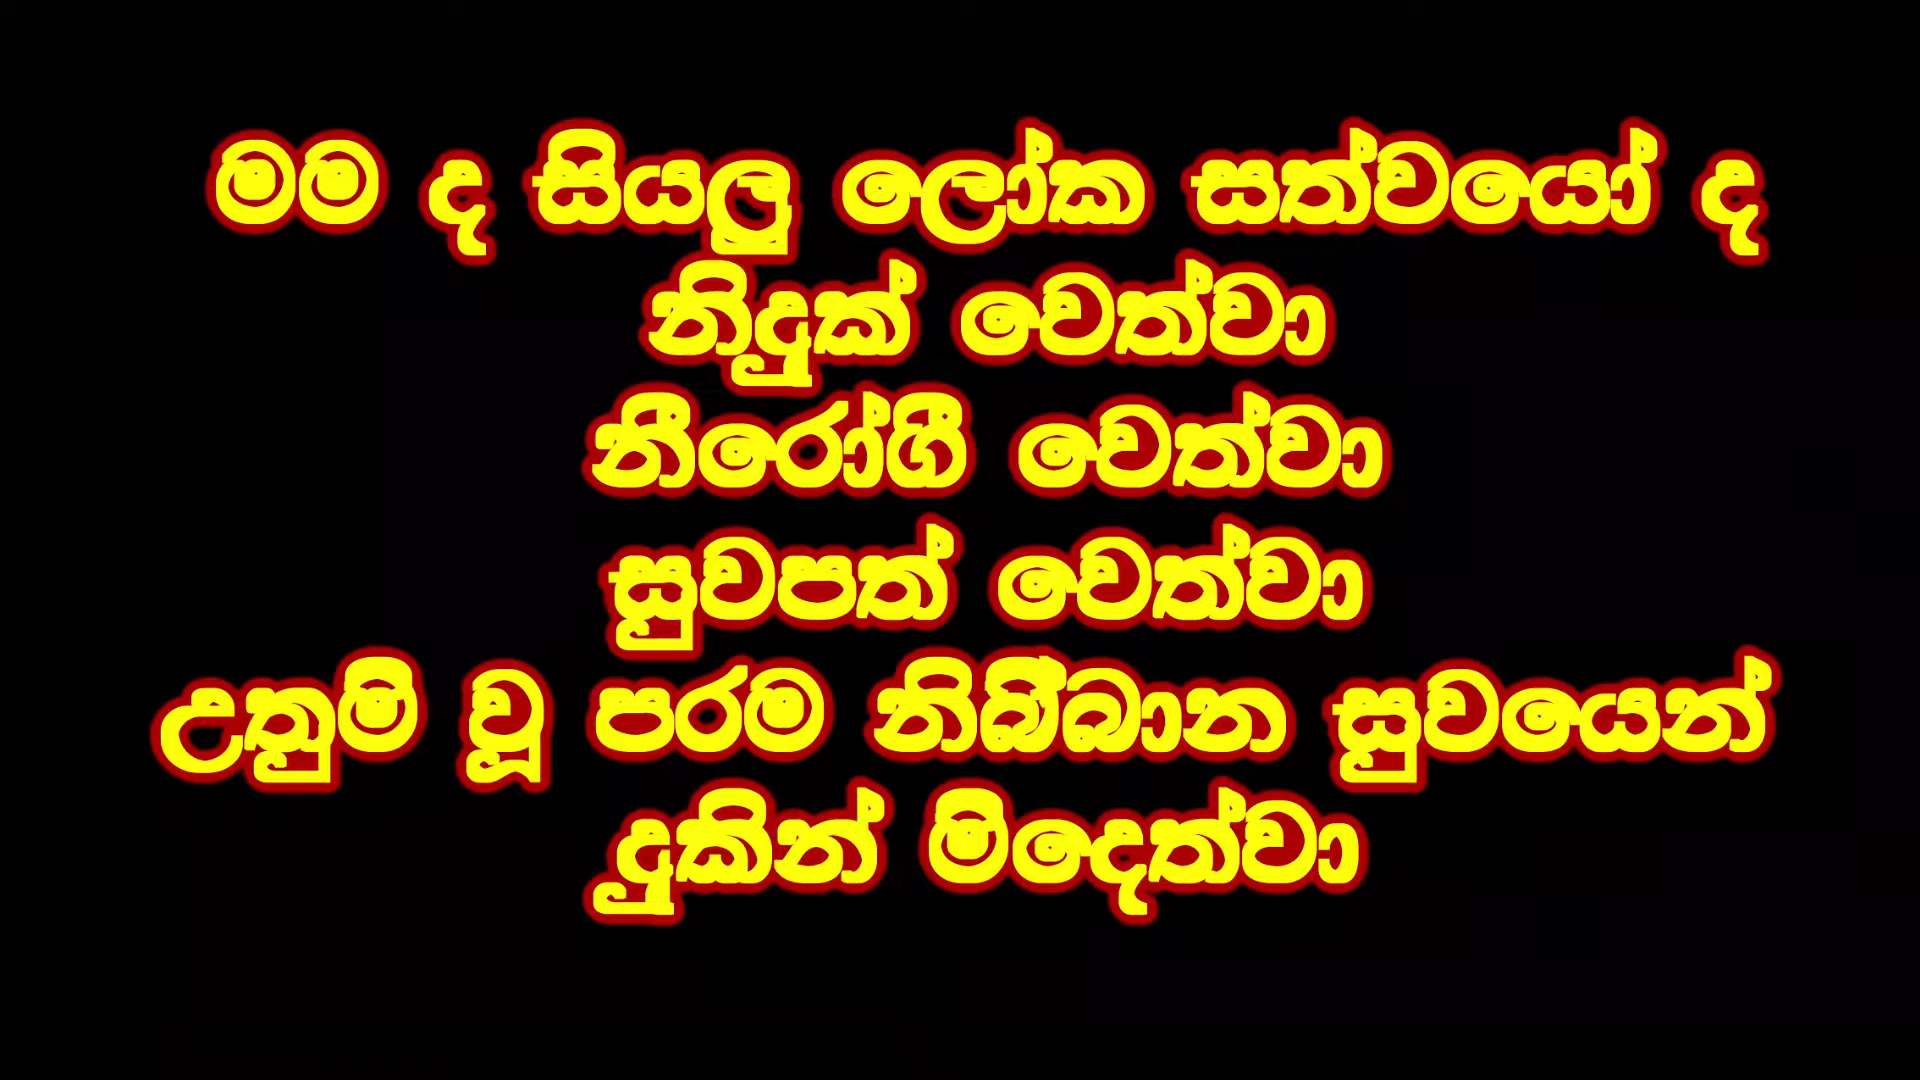 මම ද සියලු ලෝක සත්වයෝ ද
නිදුක් වෙත්වා
නීරෝගී වෙත්වා
සුවපත් වෙත්වා
උතුම් වූ පරම නිබ්බාන සුවයෙන්
දුකින් මිදෙත්වා